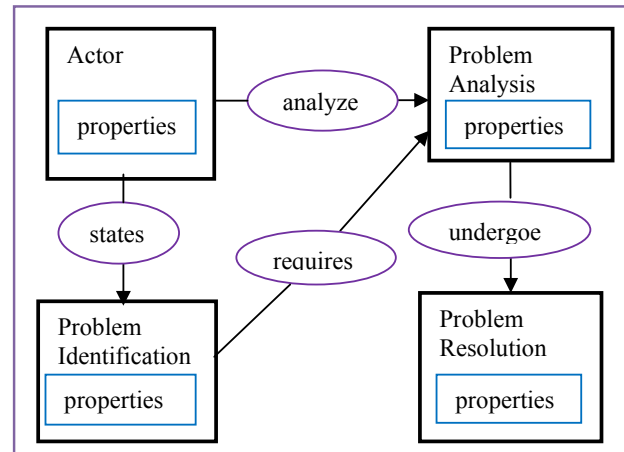 Actor
properties
analyze
Problem
Analysis
properties
states
requires
undergoe
Problem
Identification
properties
Problem
Resolution
properties